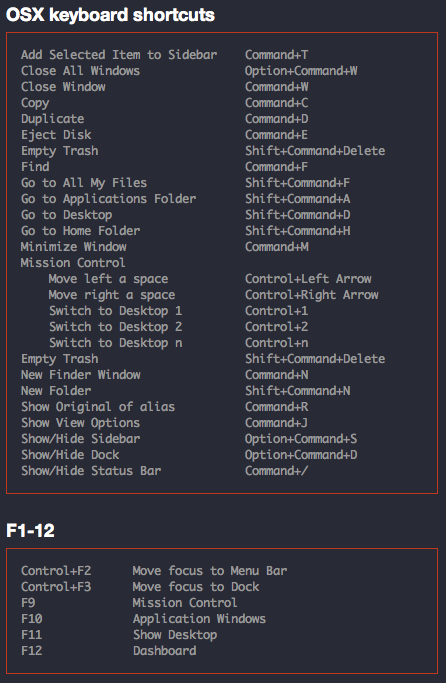 OSX keyboard shortcuts
Add Selected Item to Sidebar    Command+T
Close All Windows               Option+Command+W
Close Window                    Command+W
Copy                            Command+C
Duplicate                       Command+D
Eject Disk                      Command+E
Empty Trash                     Shift+Command+Delete
Find                            Command+F
Go to All My Files              Shift+Command+F
Go to Applications Folder       Shift+Command+A
Go to Desktop                   Shift+Command+D
Go to Home Folder               Shift+Command+H
Minimize Window                 Command+M
Mission Control
    Move left a space           Control+Left Arrow
    Move right a space          Control+Right Arrow
    Switch to Desktop 1         Control+1
    Switch to Desktop 2         Control+2
    Switch to Desktop n         Control+n
Empty Trash                     Shift+Command+Delete
New Finder Window               Command+N
New Folder                      Shift+Command+N
Show Original of alias          Command+R
Show View Options               Command+J
Show/Hide Sidebar               Option+Command+S
Show/Hide Dock                  Option+Command+D
Show/Hide Status Bar            Command+/
F1-12
Control+F2      Move focus to Menu Bar
Control+F3      Move focus to Dock
F9              Mission Control
F10             Application Windows
F11             Show Desktop
F12             Dashboard